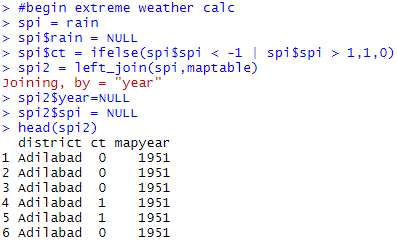 > #begin extreme weather calc
> spi = rain
> spi$rain = NULL
> spi$ct = ifelse(spi$spi < -1 | spi$spi > 1,1,0)
> spi2 = left_join(spi,maptable)
Joining, by = "year"
> spi2$year=NULL
> spi2$spi = NULL
> head(spi2)
  district ct mapyear
1 Adilabad  0    1951
2 Adilabad  0    1951
3 Adilabad  0    1951
4 Adilabad  1    1951
5 Adilabad  1    1951
6 Adilabad  0    1951